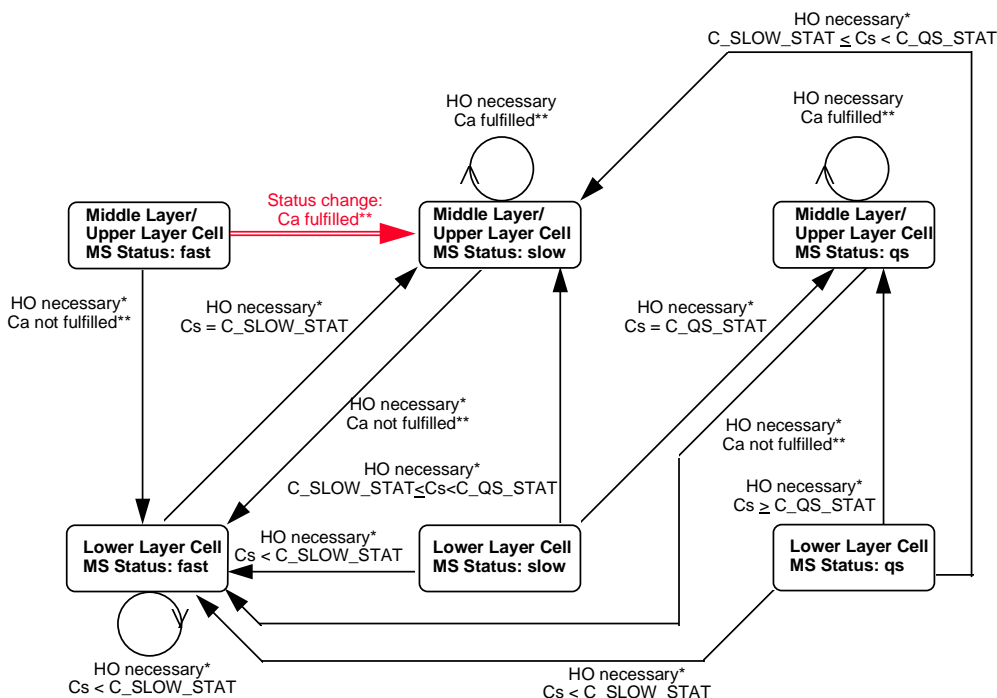 HO necessary*
C_SLOW_STAT ≤ Cs < C_QS_STAT
HO necessary
Ca fulfilled**
HO necessary
Ca fulfilled**
Middle Layer/
Upper Layer Cell
MS Status: fast
Status change:
Ca fulfilled**
Middle Layer/
Upper Layer Cell
MS Status: slow
Middle Layer/
Upper Layer Cell
MS Status: qs
HO necessary*
Ca not fulfilled**
HO necessary*
Cs = C_SLOW_STAT
HO necessary*
Cs = C_QS_STAT
HO necessary*
Ca not fulfilled**
HO necessary*
Ca not fulfilled**
HO necessary*
C_SLOW_STAT≤Cs<C_QS_STAT
HO necessary*
Cs ≥ C_QS_STAT
Lower Layer Cell
MS Status: fast
HO necessary*
Cs < C_SLOW_STAT
Lower Layer Cell
MS Status: slow
Lower Layer Cell
MS Status: qs
HO necessary*
Cs < C_SLOW_STAT
HO necessary*
Cs < C_SLOW_STAT